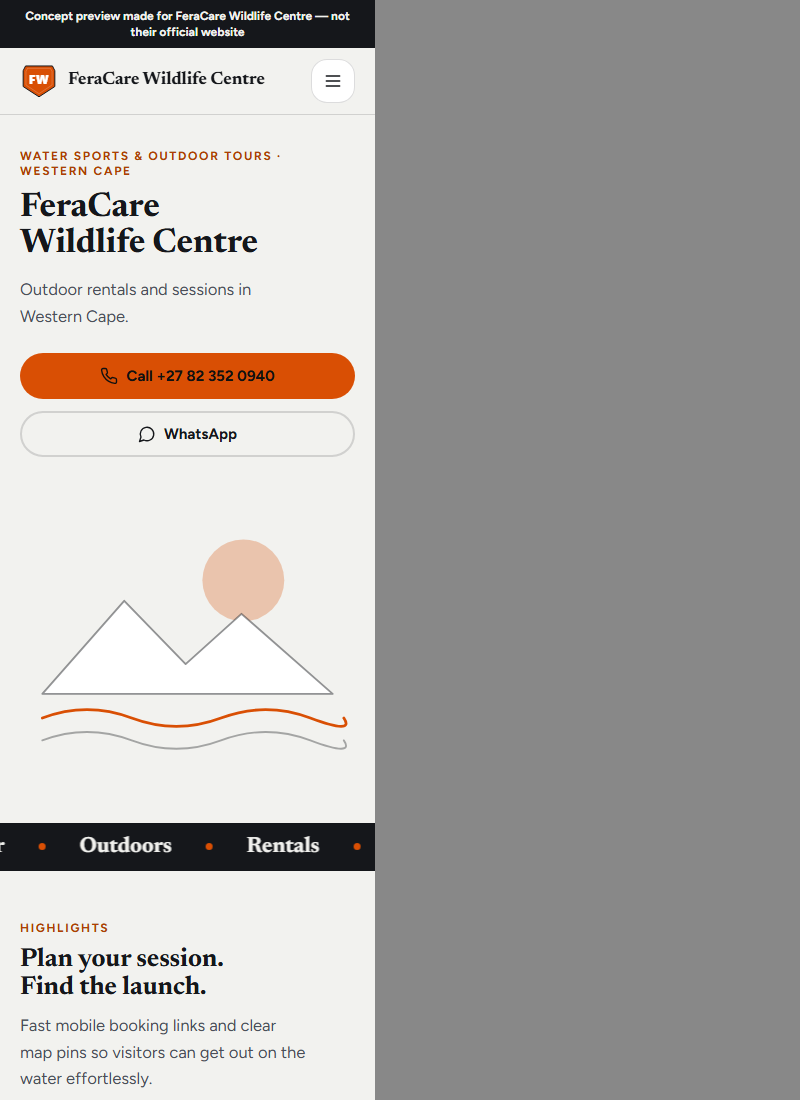 Concept preview made for FeraCare Wildlife Centre — not
their official website
FW
FeraCare Wildlife Centre
WATER SPORTS & OUTDOOR TOURS ·
WESTERN CAPE
FeraCare
Wildlife Centre
Outdoor rentals and sessions in
Western Cape.
Call +27 82 352 0940
WhatsApp
Outdoors • Rentals •
HIGHLIGHTS
Plan your session.
Find the launch.
Fast mobile booking links and clear
map pins so visitors can get out on the
water effortlessly.